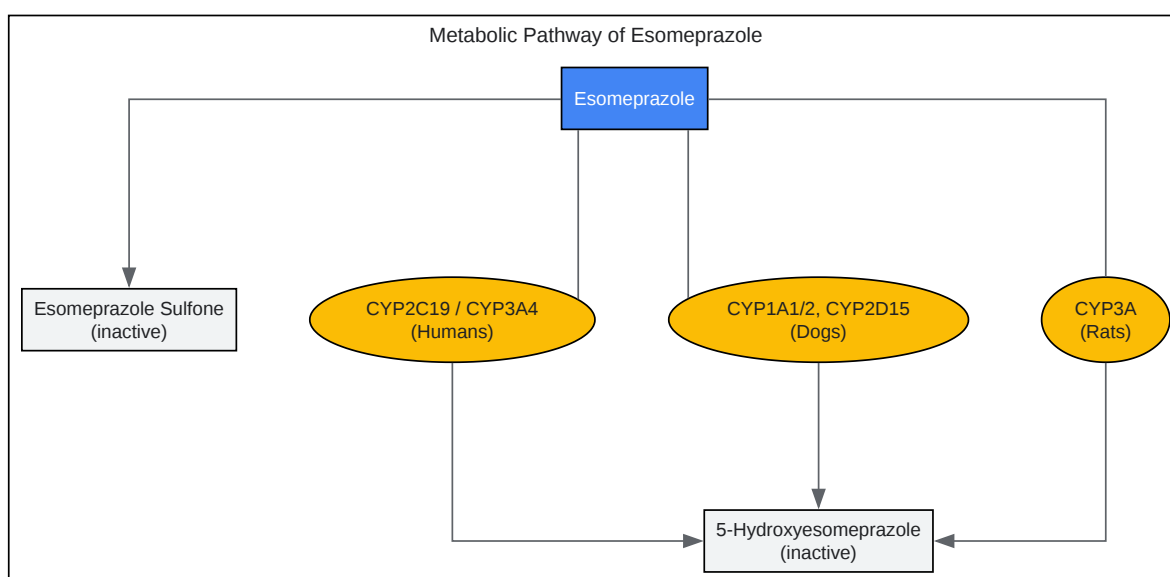 Metabolic Pathway of Esomeprazole
Esomeprazole
Esomeprazole Sulfone
(inactive)
CYP2C19 / CYP3A4
(Humans)
CYP1A1/2, CYP2D15
(Dogs)
CYP3A
(Rats)
5-Hydroxyesomeprazole
(inactive)